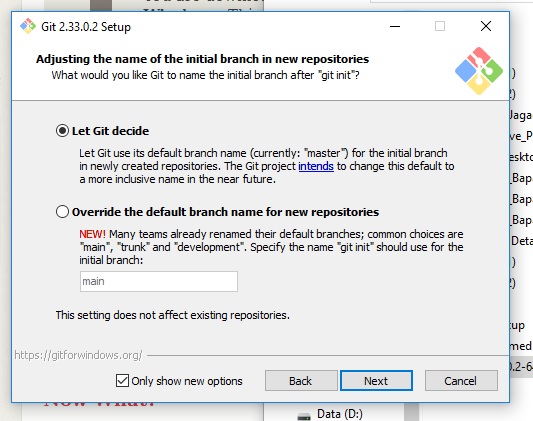 Git 2.33.0.2 Setup
Adjusting the name of the initial branch in new repositories
What would you like Git to name the initial branch after "git init"?
Let Git decide
Let Git use its default branch name (currently: "master") for the initial branch
in newly created repositories. The Git project intends to change this default to
a more inclusive name in the near future.
Override the default branch name for new repositories
NEW! Many teams already renamed their default branches; common choices are
"main", "trunk" and "development". Specify the name "git init" should use for the
initial branch:
main
This setting does not affect existing repositories.
https://gitforwindows.org/
Only show new options
Back
Next
Cancel
Now What?
Data (D:)